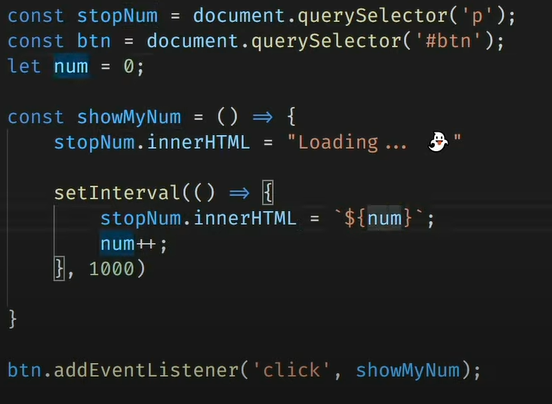 const stopNum = document.querySelector('p');
const btn = document.querySelector('#btn');
let num = 0;
const showMyNum = () => {
stopNum.innerHTML = "Loading... 👻"
setInterval(() => {
stopNum.innerHTML = `${num}`;
num++;
}, 1000)
}
btn.addEventListener('click', showMyNum);